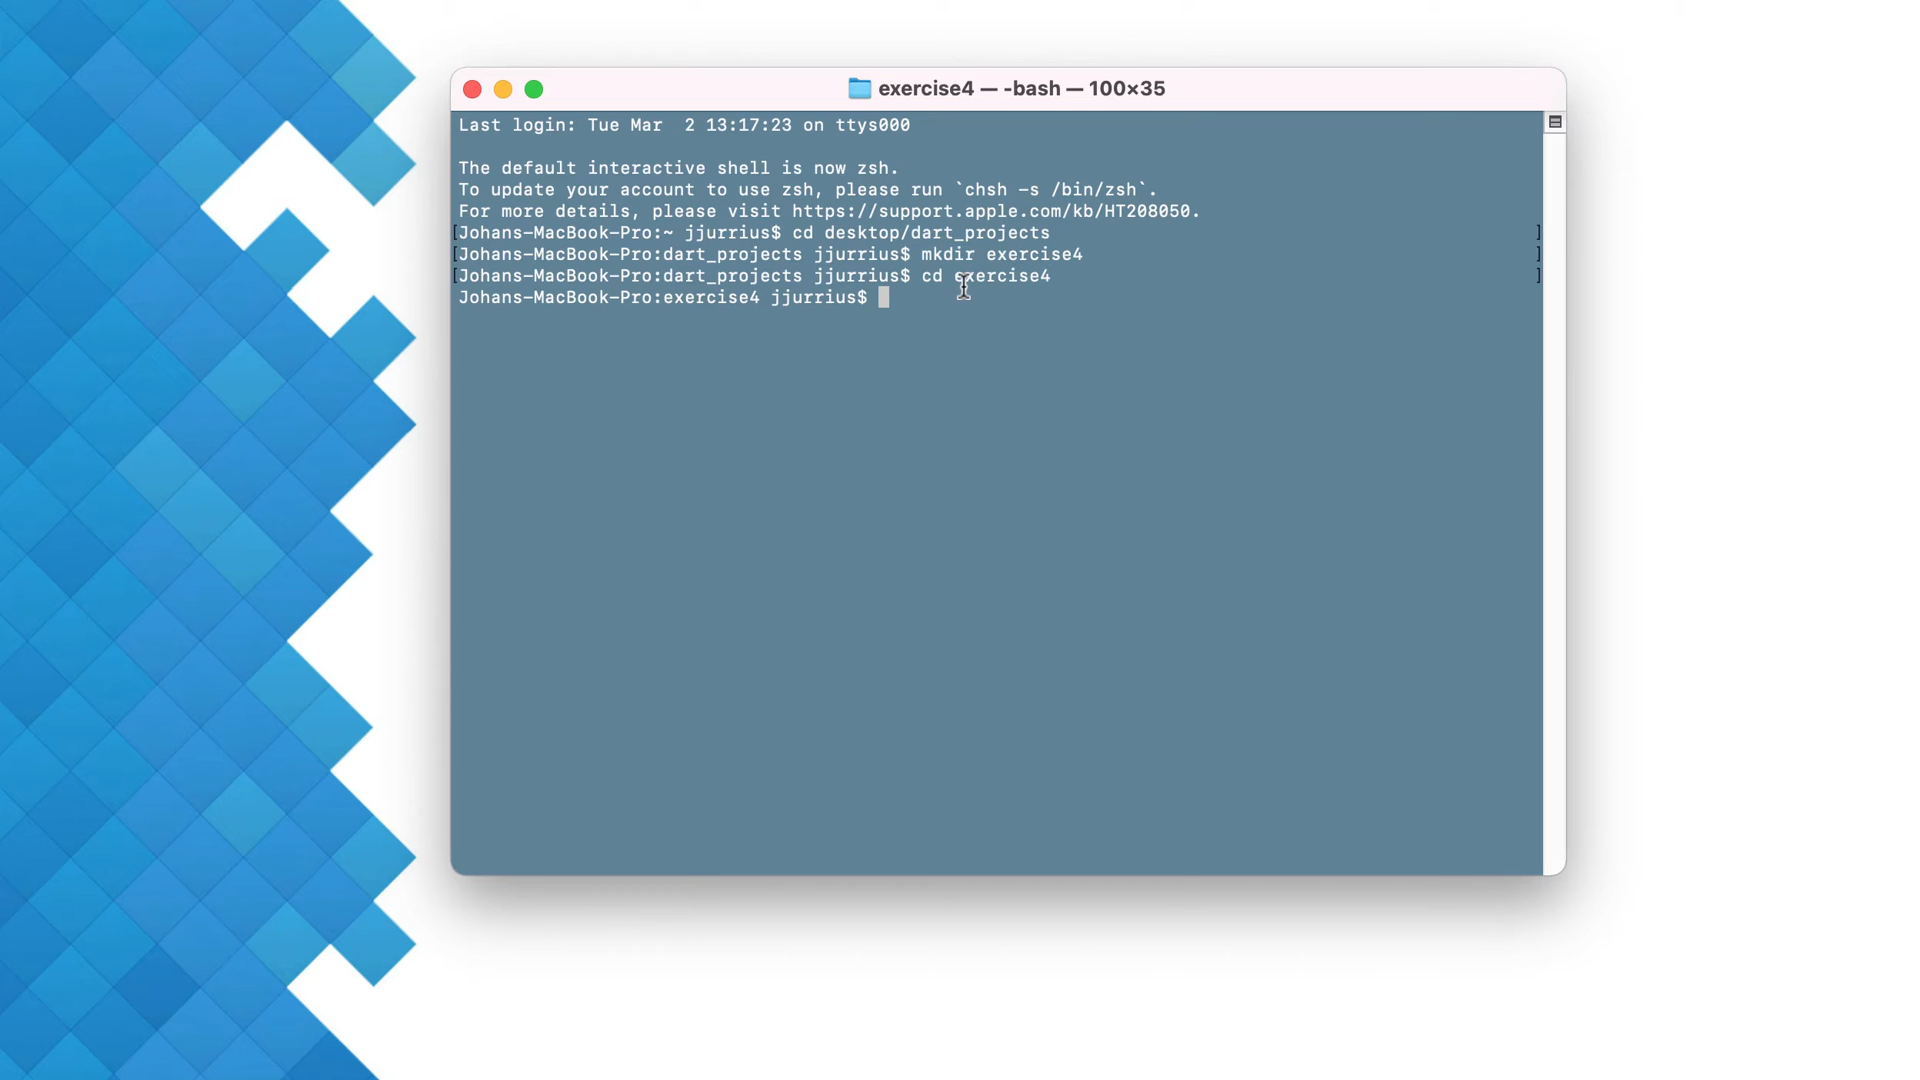 exercise4 — -bash — 100×35
Last login: Tue Mar  2 13:17:23 on ttys000
The default interactive shell is now zsh.
To update your account to use zsh, please run `chsh -s /bin/zsh`.
For more details, please visit https://support.apple.com/kb/HT208050.
[Johans-MacBook-Pro:~ jjurrius$ cd desktop/dart_projects ]
[Johans-MacBook-Pro:dart_projects jjurrius$ mkdir exercise4 ]
[Johans-MacBook-Pro:dart_projects jjurrius$ cd exercise4 ]
Johans-MacBook-Pro:exercise4 jjurrius$